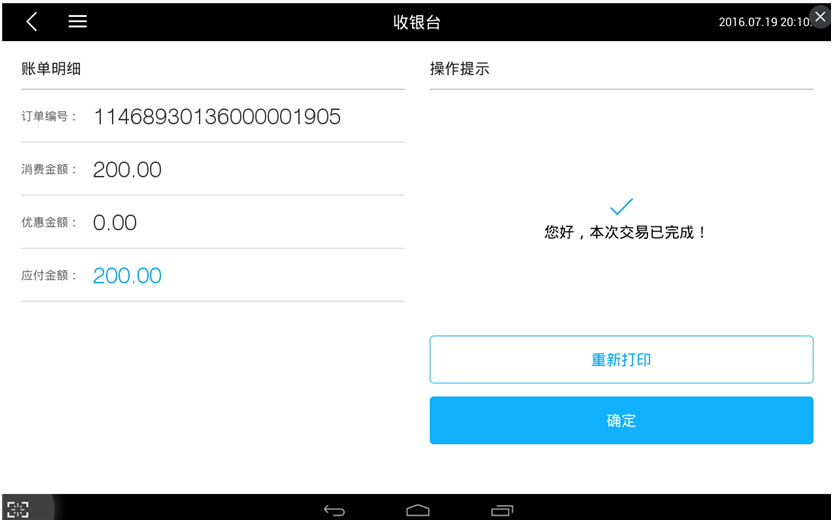 收银台
2016.07.19 20:10.
账单明细
订单编号：11468930136000001905
消费金额：200.00
优惠金额：0.00
应付金额：200.00
操作提示
您好，本次交易已完成！
重新打印
确定